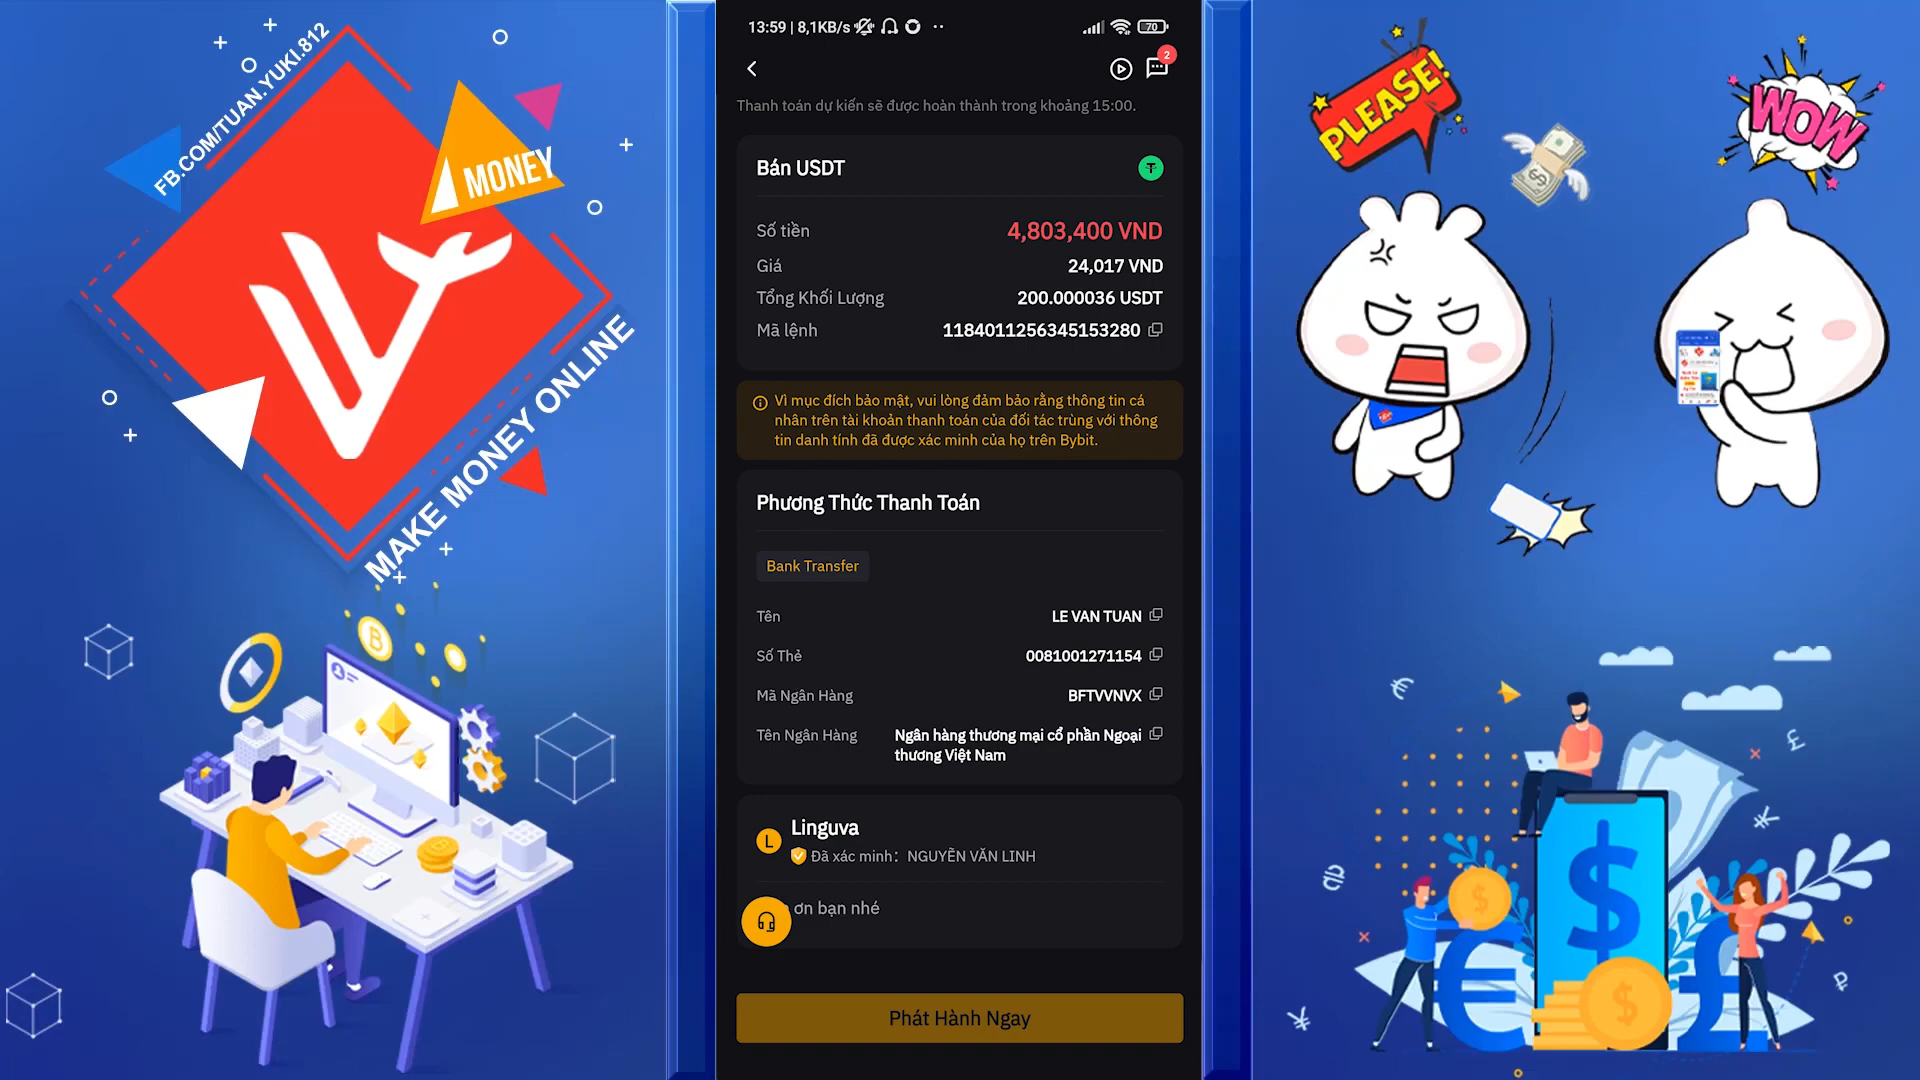 FB.COM/TUAN.YUKI.812
MONEY
MAKE MONEY ONLINE
13:59 | 8,1KB/s
70
2
Thanh toán dự kiến sẽ được hoàn thành trong khoảng 15:00.
Bán USDT
Số tiền 4,803,400 VND
Giá 24,017 VND
Tổng Khối Lượng 200.000036 USDT
Mã lệnh 1184011256345153280
Vì mục đích bảo mật, vui lòng đảm bảo rằng thông tin cá
nhân trên tài khoản thanh toán của đối tác trùng với thông
tin danh tính đã được xác minh của họ trên Bybit.
Phương Thức Thanh Toán
Bank Transfer
Tên LE VAN TUAN
Số Thẻ 0081001271154
Mã Ngân Hàng BFTVVNVX
Tên Ngân Hàng Ngân hàng thương mại cổ phần Ngoại
thương Việt Nam
L
Linguva
Đã xác minh: NGUYỄN VĂN LINH
ơn bạn nhé
Phát Hành Ngay
PLEASE!
WOW